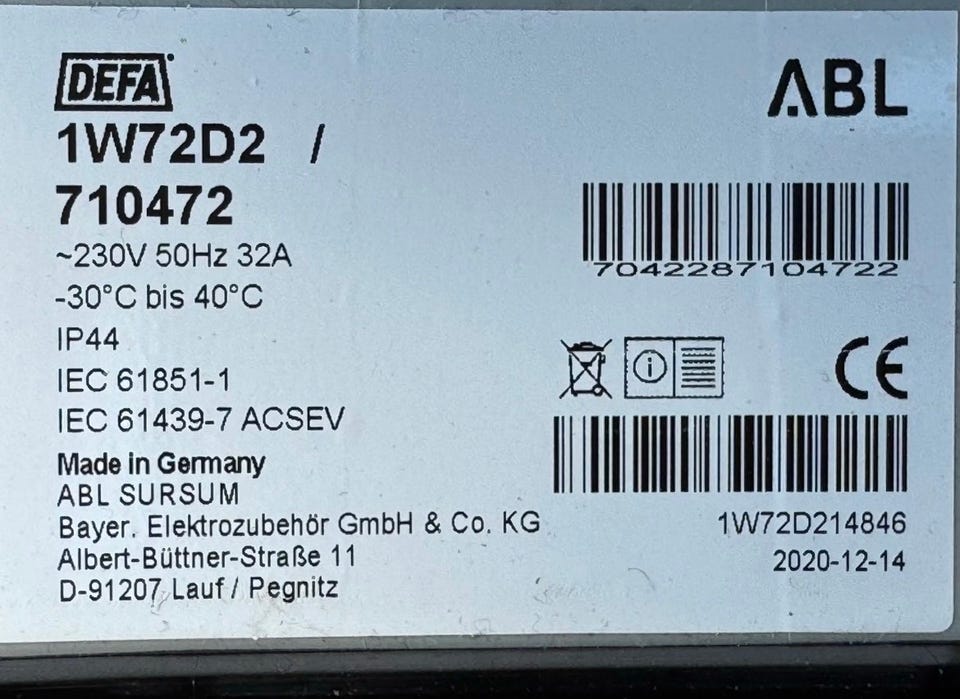 DEFA
ABL
1W72D2 /
710472
~230V 50Hz 32A
-30°C bis 40°C
7042287104722
IP44
IEC 61851-1
IEC 61439-7 ACSEV
CE
Made in Germany
ABL SURSUM
Bayer. Elektrozubehör GmbH & Co. KG
Albert-Büttner-Straße 11
D-91207 Lauf / Pegnitz
1W72D214846
2020-12-14